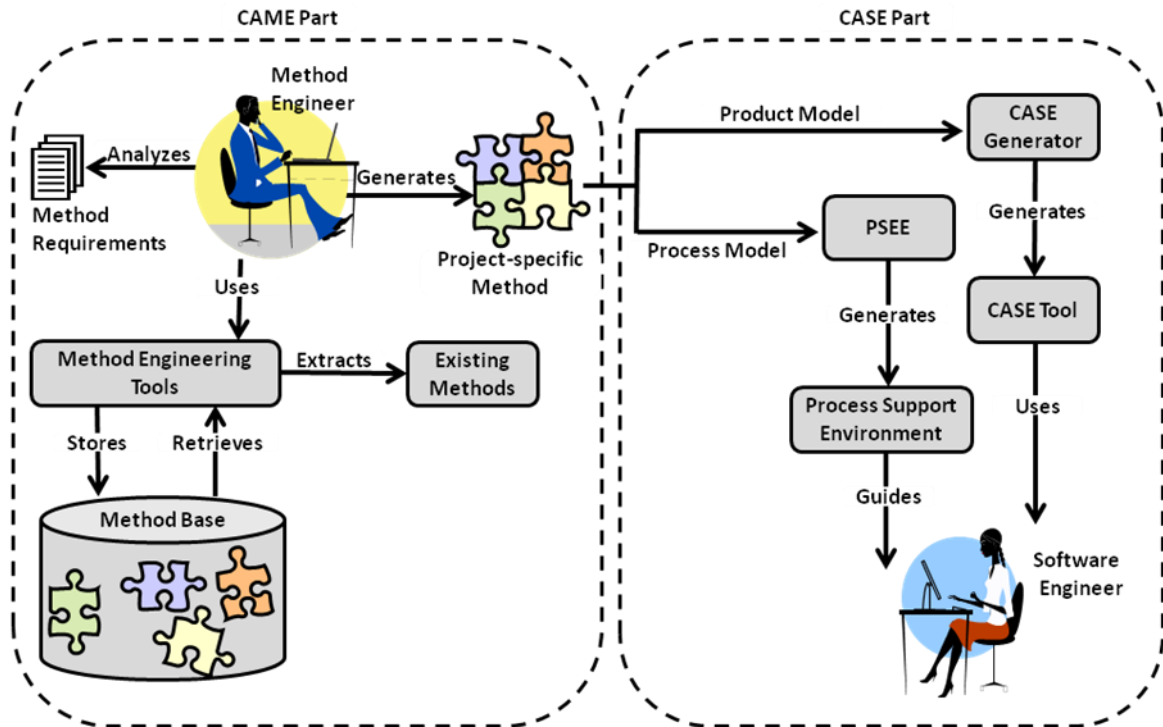 CAME Part
CASE Part
Method
Engineer
Analyzes
Method
Requirements
Generates
Project-specific
Method
Uses
Method Engineering
Tools
Extracts
Existing
Methods
Stores
Retrieves
Method Base
Product Model
CASE
Generator
Process Model
PSEE
Generates
CASE Tool
Generates
Process Support
Environment
Uses
Guides
Software
Engineer